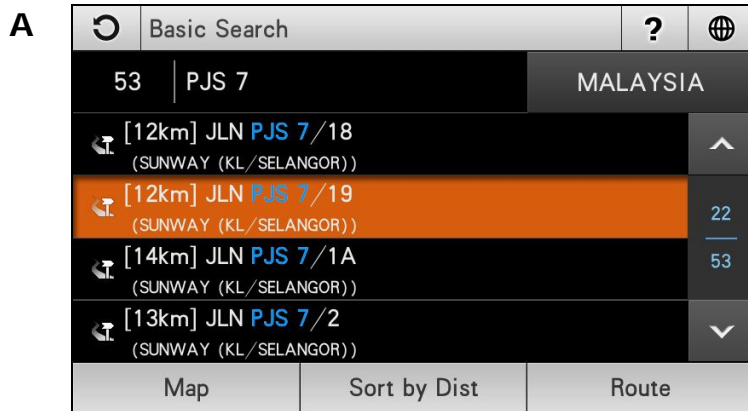 A
Basic Search ?
53 PJS 7 MALAYSIA
[12km] JLN PJS 7/18
(SUNWAY (KL/SELANGOR))
[12km] JLN PJS 7/19
(SUNWAY (KL/SELANGOR))
22
[14km] JLN PJS 7/1A
53
(SUNWAY (KL/SELANGOR))
[13km] JLN PJS 7/2
(SUNWAY (KL/SELANGOR))
Map Sort by Dist Route